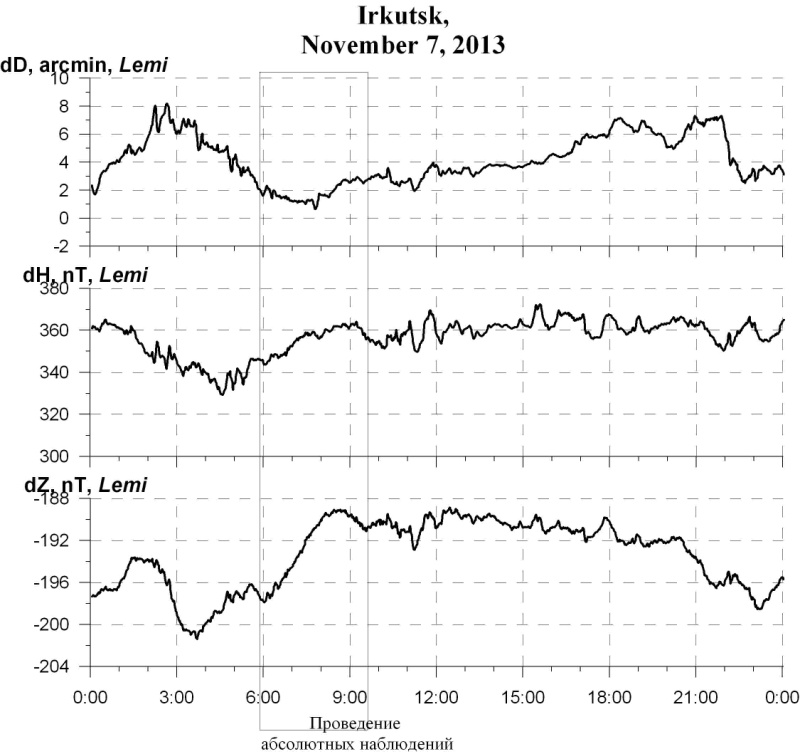 Irkutsk,
November 7, 2013
dD, arcmin, Lemi
10
8
6
4
2
0
-2
dH, nT, Lemi
380
360
340
320
300
dZ, nT, Lemi
-188
-192
-196
-200
-204
0:00 3:00 6:00 9:00 12:00 15:00 18:00 21:00 0:00
Проведение
абсолютных наблюдений